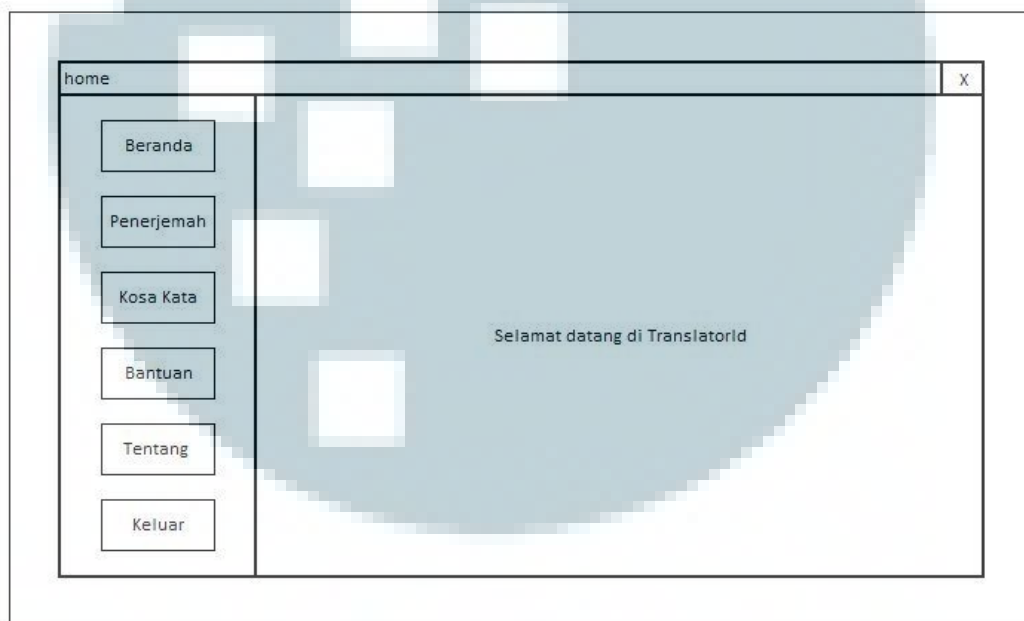 home
X
Beranda
Penerjemah
Kosa Kata
Selamat datang di TranslatorId
Bantuan
Tentang
Keluar